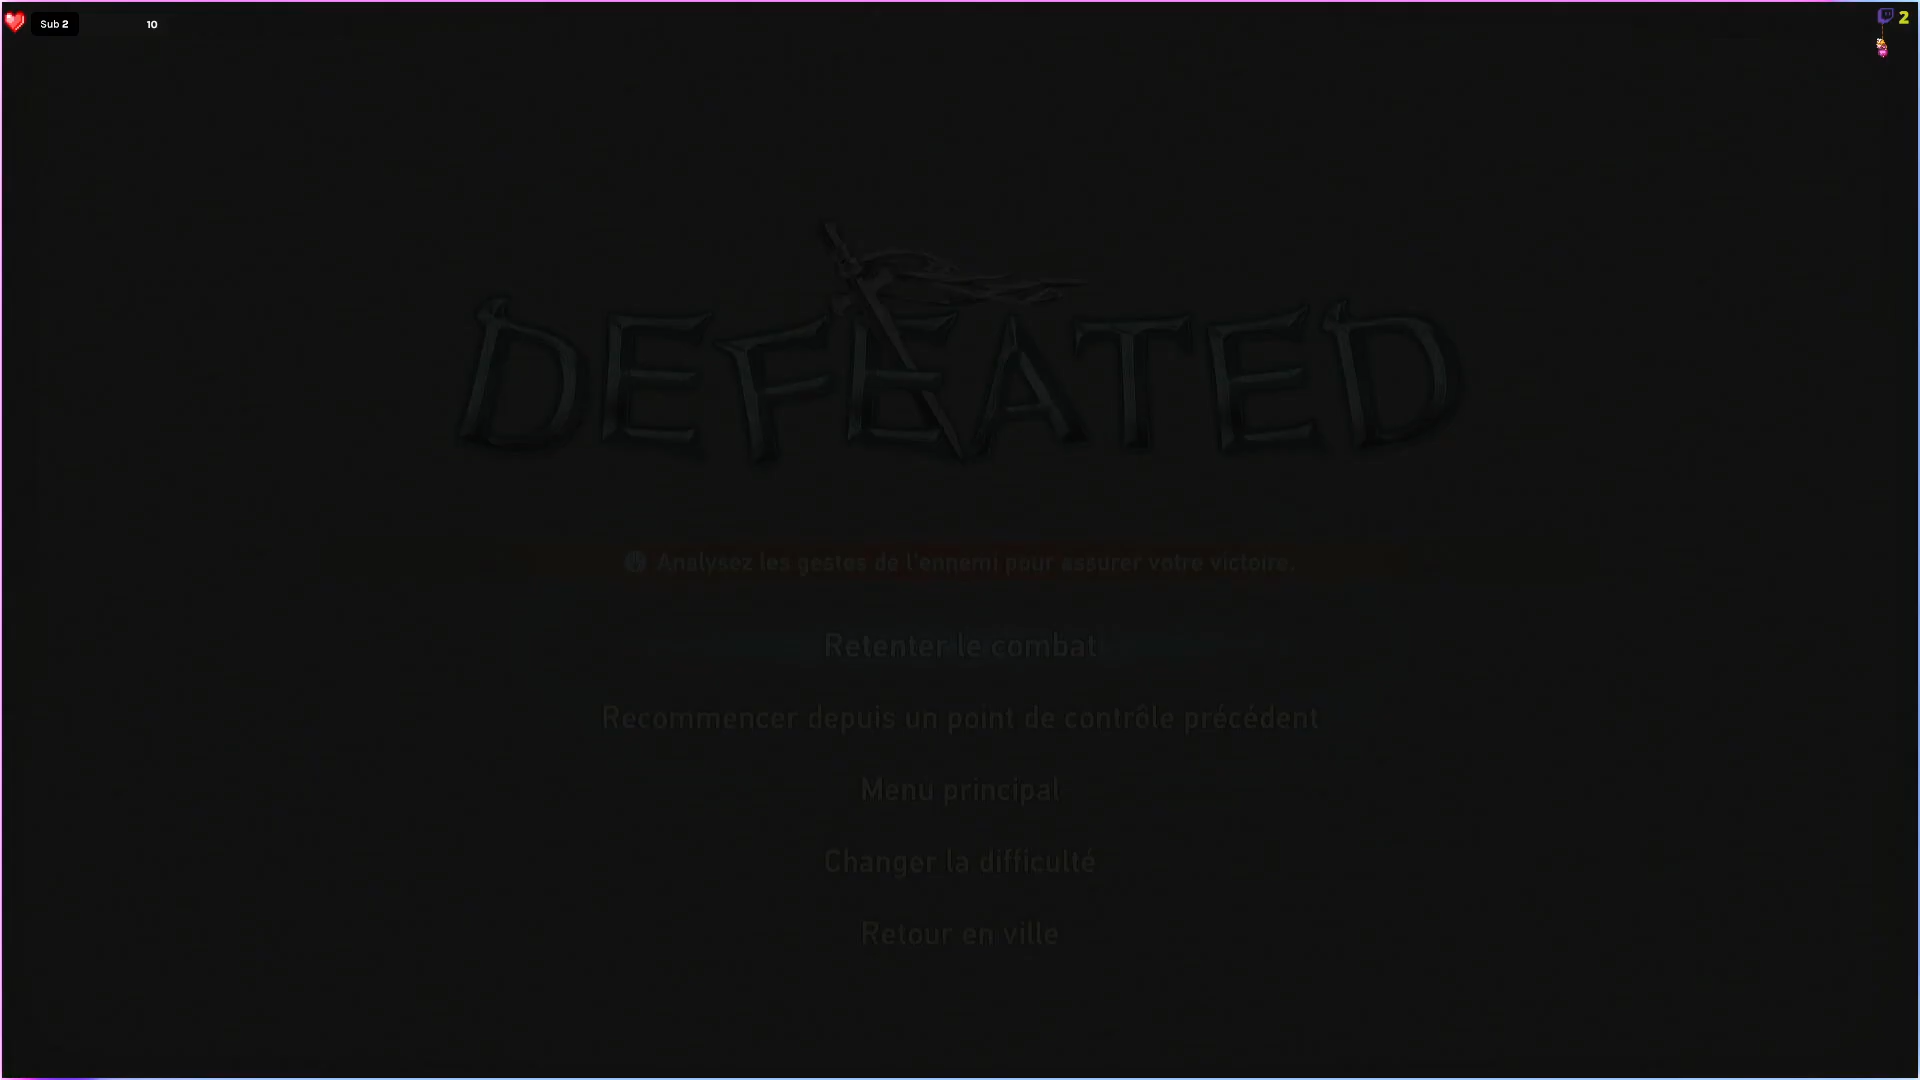 Sub 2
10
2
DEFEATED
Analysez les gestes de l'ennemi pour assurer votre victoire.
Retenter le combat
Recommencer depuis un point de contrôle précédent
Menu principal
Changer la difficulté
Retour en ville